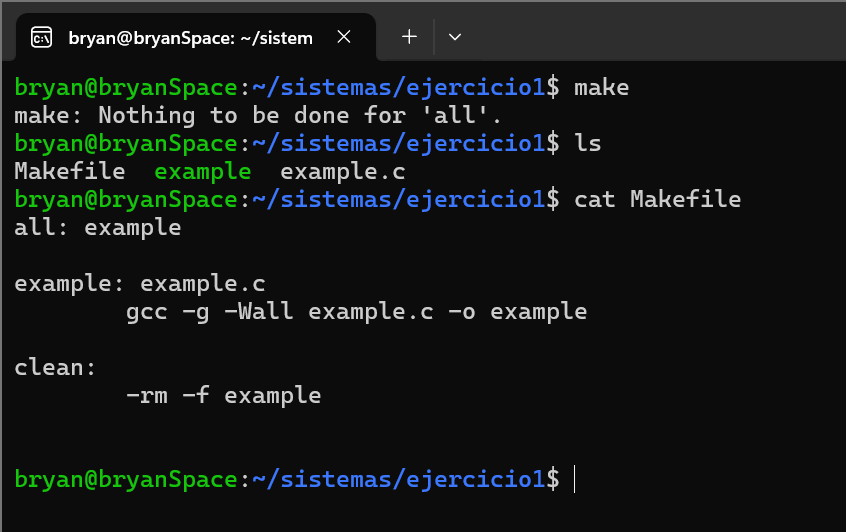 bryan@bryanSpace: ~/sistem
bryan@bryanSpace:~/sistemas/ejercicio1$ make
make: Nothing to be done for 'all'.
bryan@bryanSpace:~/sistemas/ejercicio1$ ls
Makefile  example  example.c
bryan@bryanSpace:~/sistemas/ejercicio1$ cat Makefile
all: example

example: example.c
        gcc -g -Wall example.c -o example

clean:
        -rm -f example


bryan@bryanSpace:~/sistemas/ejercicio1$